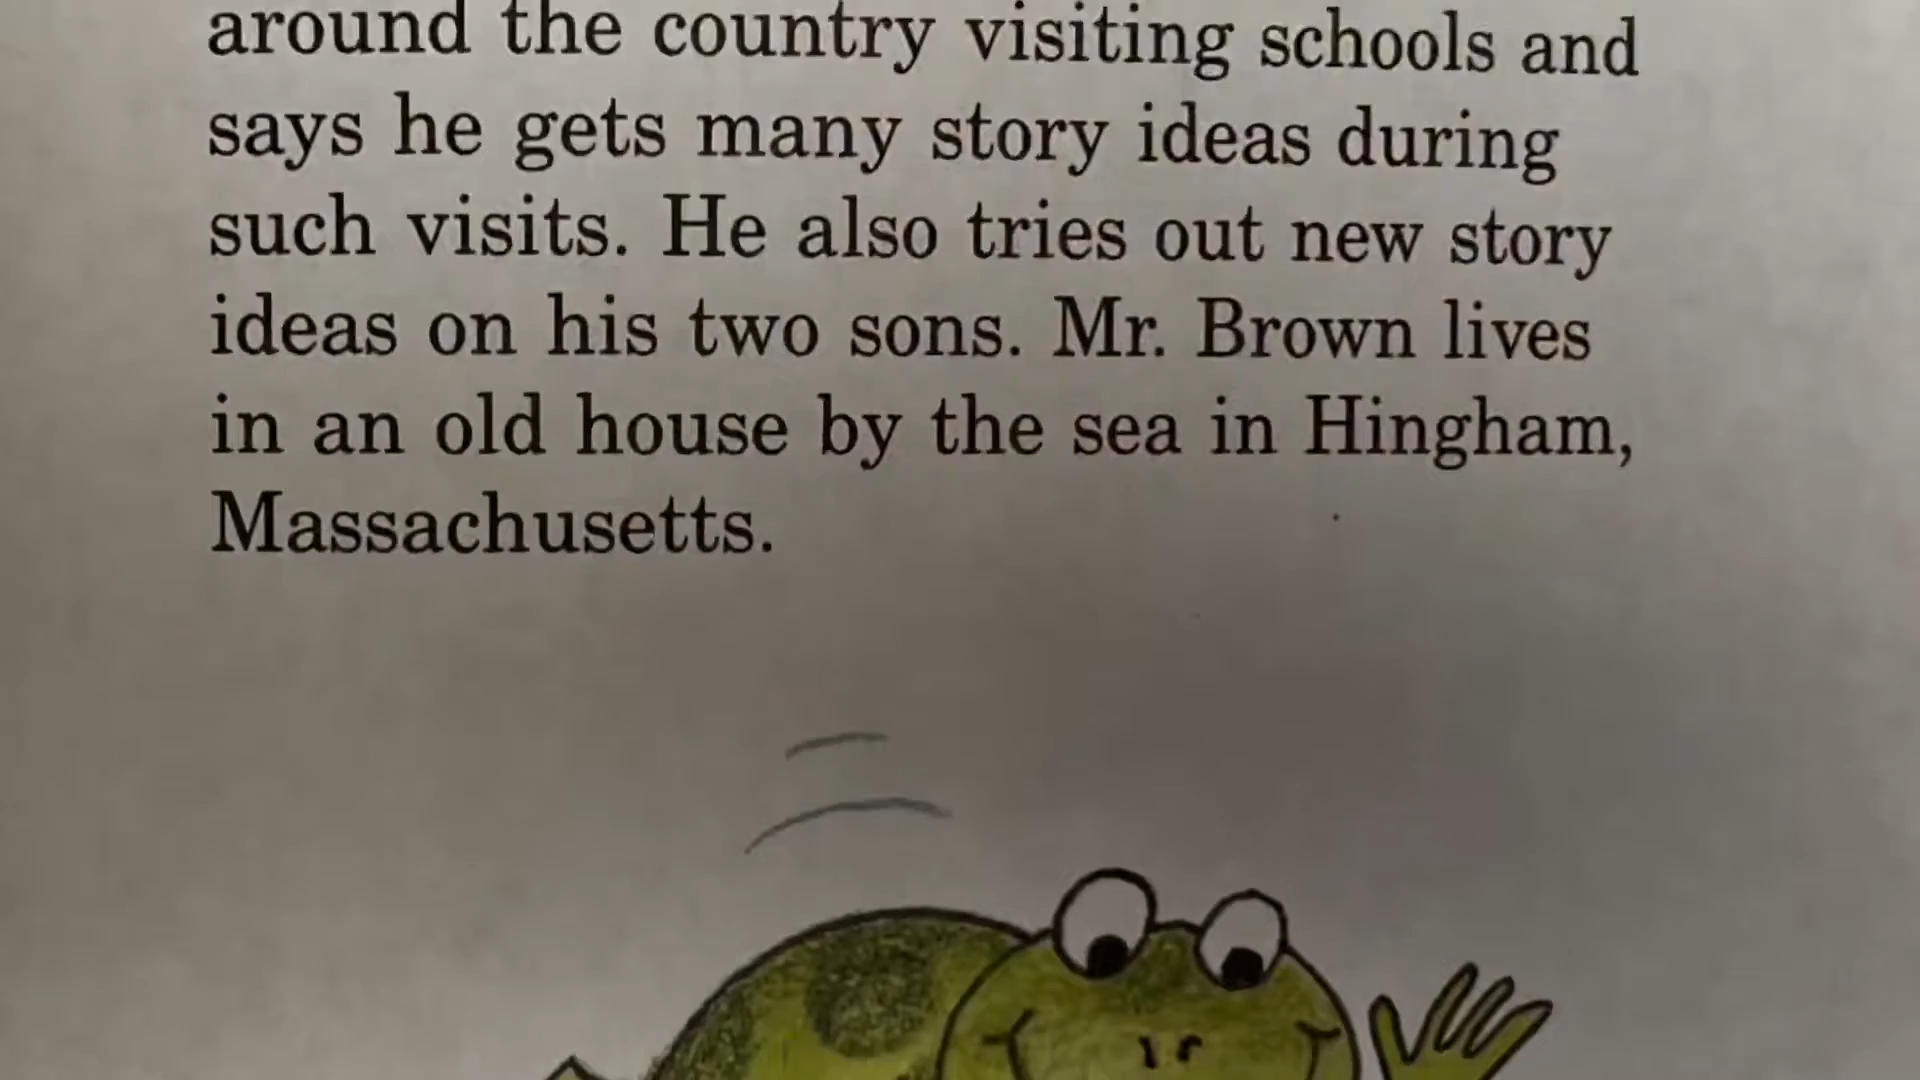 around the country visiting schools and
says he gets many story ideas during
such visits. He also tries out new story
ideas on his two sons. Mr. Brown lives
in an old house by the sea in Hingham,
Massachusetts.